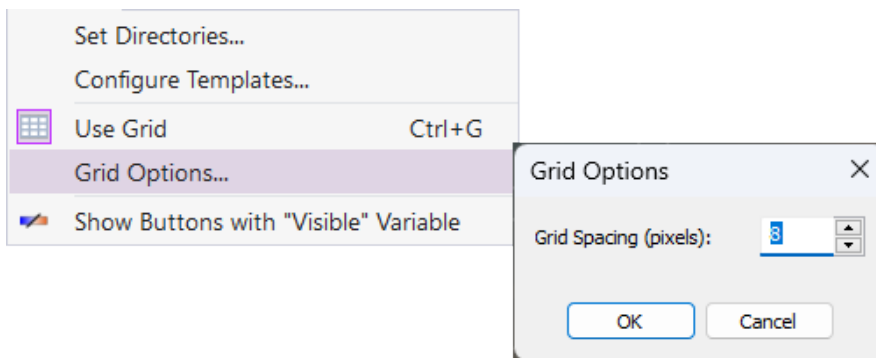 Set Directories...
Configure Templates...
Use Grid Ctrl+G
Grid Options...
Show Buttons with "Visible" Variable
Grid Options
Grid Spacing (pixels): 8
OK Cancel